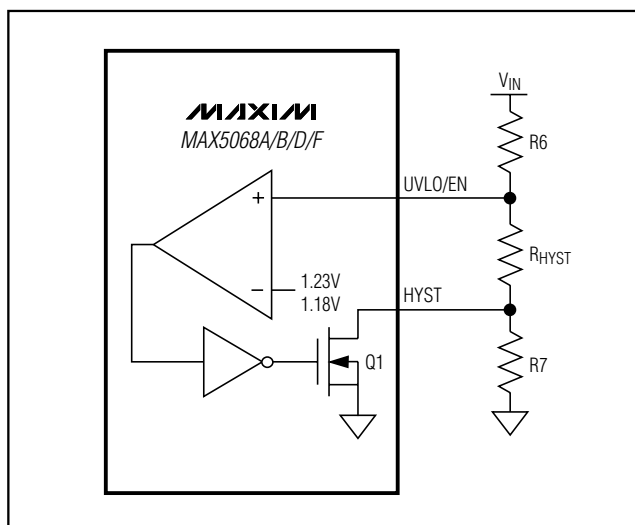 MAXIM
MAX5068A/B/D/F
VIN
R6
UVLO/EN
+
RHYST
−
1.23V
1.18V
HYST
Q1
R7